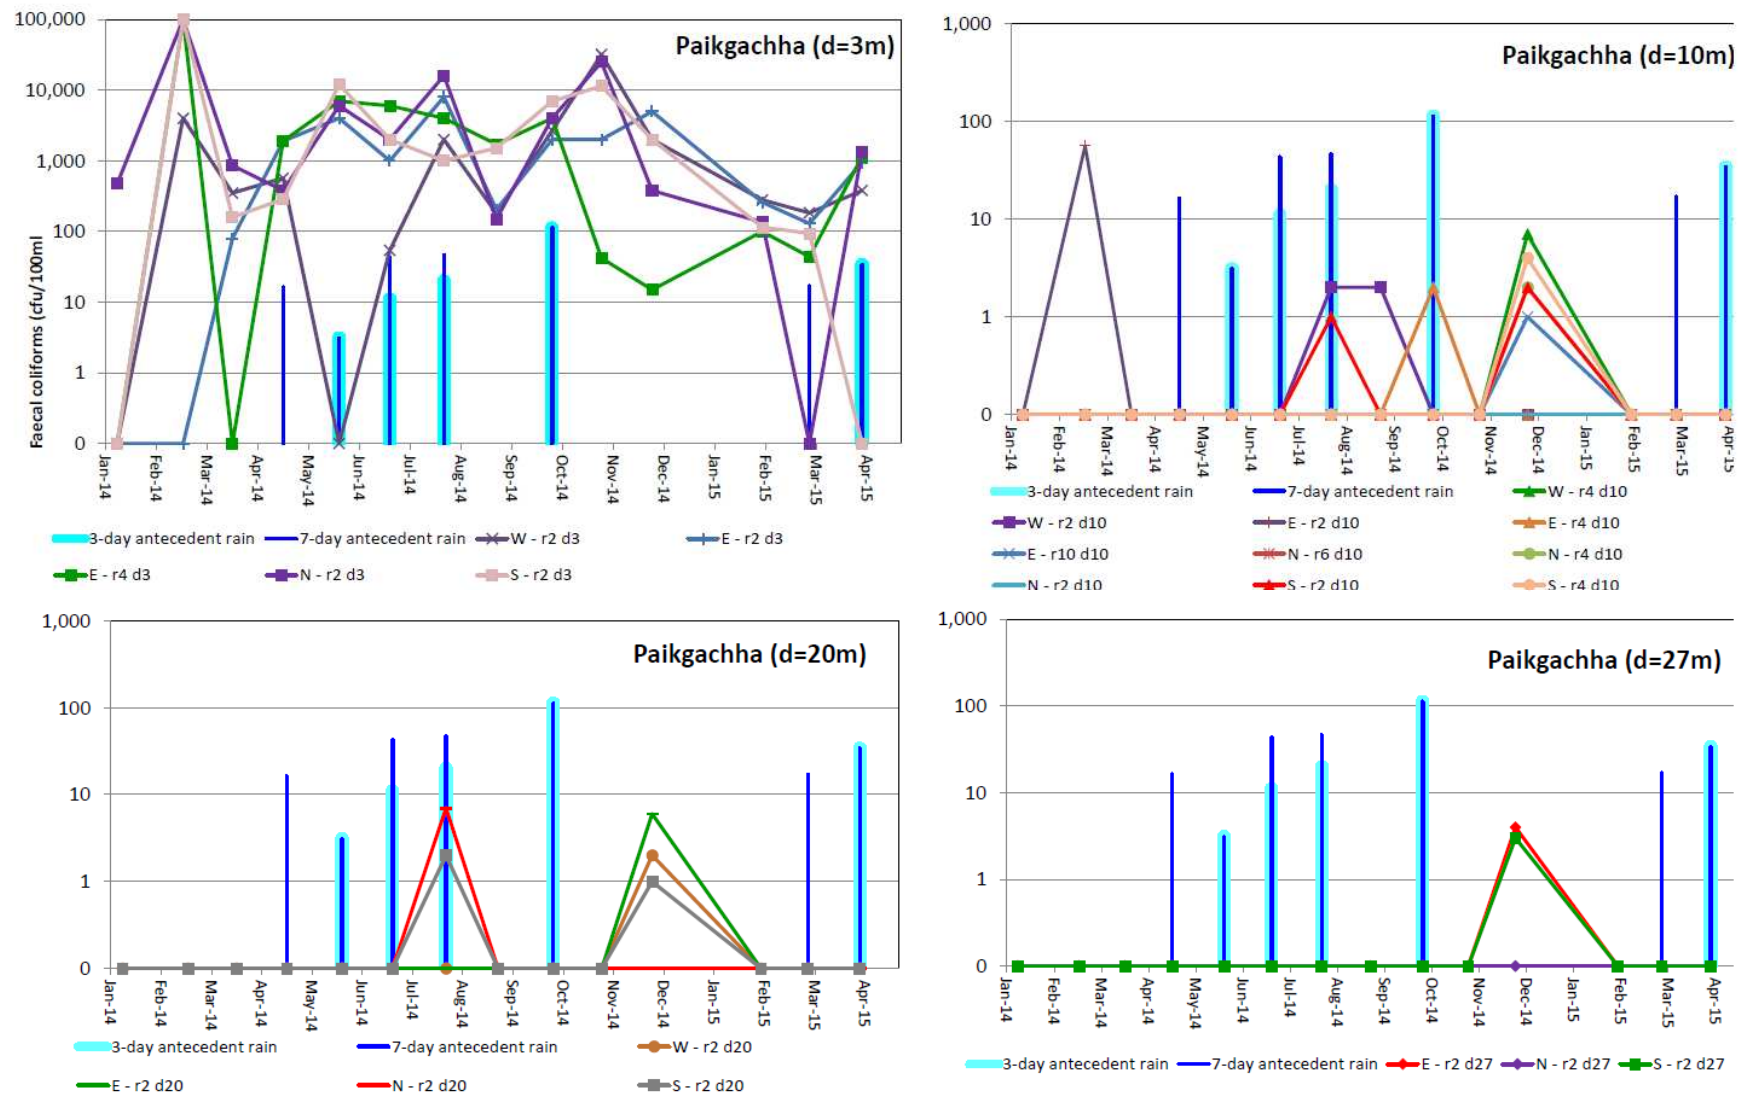 Paikgachha (d=3m)
Faecal coliforms (cfu/100ml)
100,000
10,000
1,000
100
10
1
0
Jan-14 Feb-14 Mar-14 Apr-14 May-14 Jun-14 Jul-14 Aug-14 Sep-14 Oct-14 Nov-14 Dec-14 Jan-15 Feb-15 Mar-15 Apr-15
3-day antecedent rain 7-day antecedent rain W - r2 d3 E - r2 d3
E - r4 d3 N - r2 d3 S - r2 d3
Paikgachha (d=10m)
1,000
100
10
1
0
Jan-14 Feb-14 Mar-14 Apr-14 May-14 Jun-14 Jul-14 Aug-14 Sep-14 Oct-14 Nov-14 Dec-14 Jan-15 Feb-15 Mar-15 Apr-15
3-day antecedent rain 7-day antecedent rain W - r4 d10
W - r2 d10 E - r2 d10 E - r4 d10
E - r10 d10 N - r6 d10 N - r4 d10
N - r2 d10 S - r2 d10 S - r4 d10
Paikgachha (d=20m)
1,000
100
10
1
0
Jan-14 Feb-14 Mar-14 Apr-14 May-14 Jun-14 Jul-14 Aug-14 Sep-14 Oct-14 Nov-14 Dec-14 Jan-15 Feb-15 Mar-15 Apr-15
3-day antecedent rain 7-day antecedent rain W - r2 d20
E - r2 d20 N - r2 d20 S - r2 d20
Paikgachha (d=27m)
1,000
100
10
1
0
Jan-14 Feb-14 Mar-14 Apr-14 May-14 Jun-14 Jul-14 Aug-14 Sep-14 Oct-14 Nov-14 Dec-14 Jan-15 Feb-15 Mar-15 Apr-15
3-day antecedent rain 7-day antecedent rain E - r2 d27 N - r2 d27 S - r2 d27